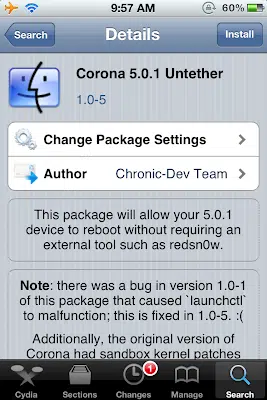 9:57 AM 60%
Search Details Install
Corona 5.0.1 Untether
1.0-5
Change Package Settings
Author Chronic-Dev Team
This package will allow your 5.0.1
device to reboot without requiring an
external tool such as redsn0w.
Note: there was a bug in version 1.0-1
of this package that caused `launchctl`
to malfunction; this is fixed in 1.0-5. :(
Additionally, the original version of
Corona had sandbox kernel patches
1
Cydia Sections Changes Manage Search